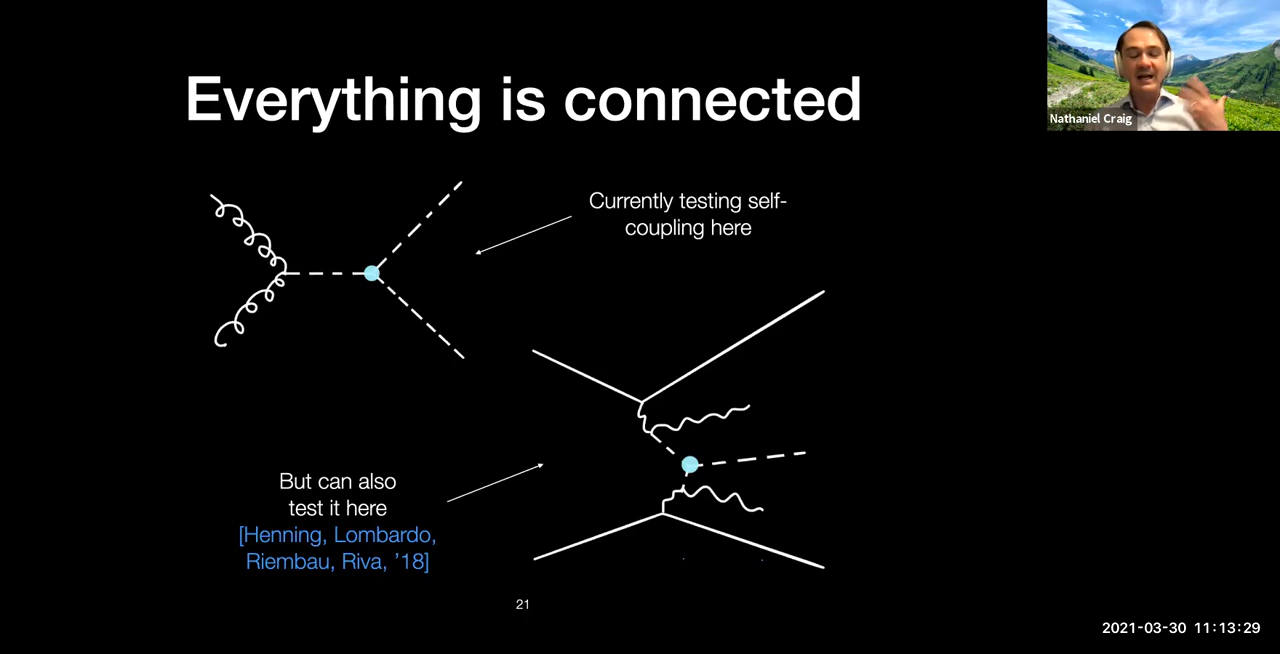 Everything is connected
Nathaniel Craig
Currently testing self-
coupling here
But can also
test it here
[Henning, Lombardo,
Riembau, Riva, ’18]
21
2021-03-30 11:13:29